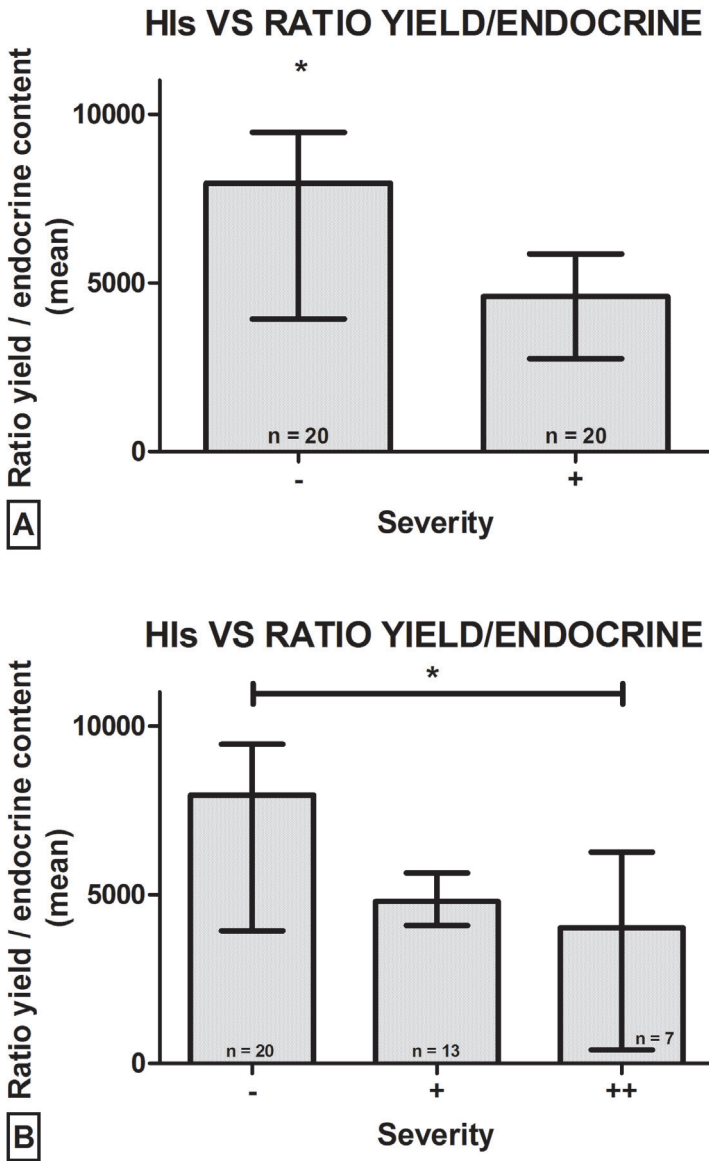 HIs VS RATIO YIELD/ENDOCRINE
*
Ratio yield / endocrine content
(mean)
10000
5000
0
n = 20
n = 20
-
+
Severity
A
HIs VS RATIO YIELD/ENDOCRINE
*
Ratio yield / endocrine content
(mean)
10000
5000
0
n = 20
n = 13
n = 7
-
+
++
Severity
B